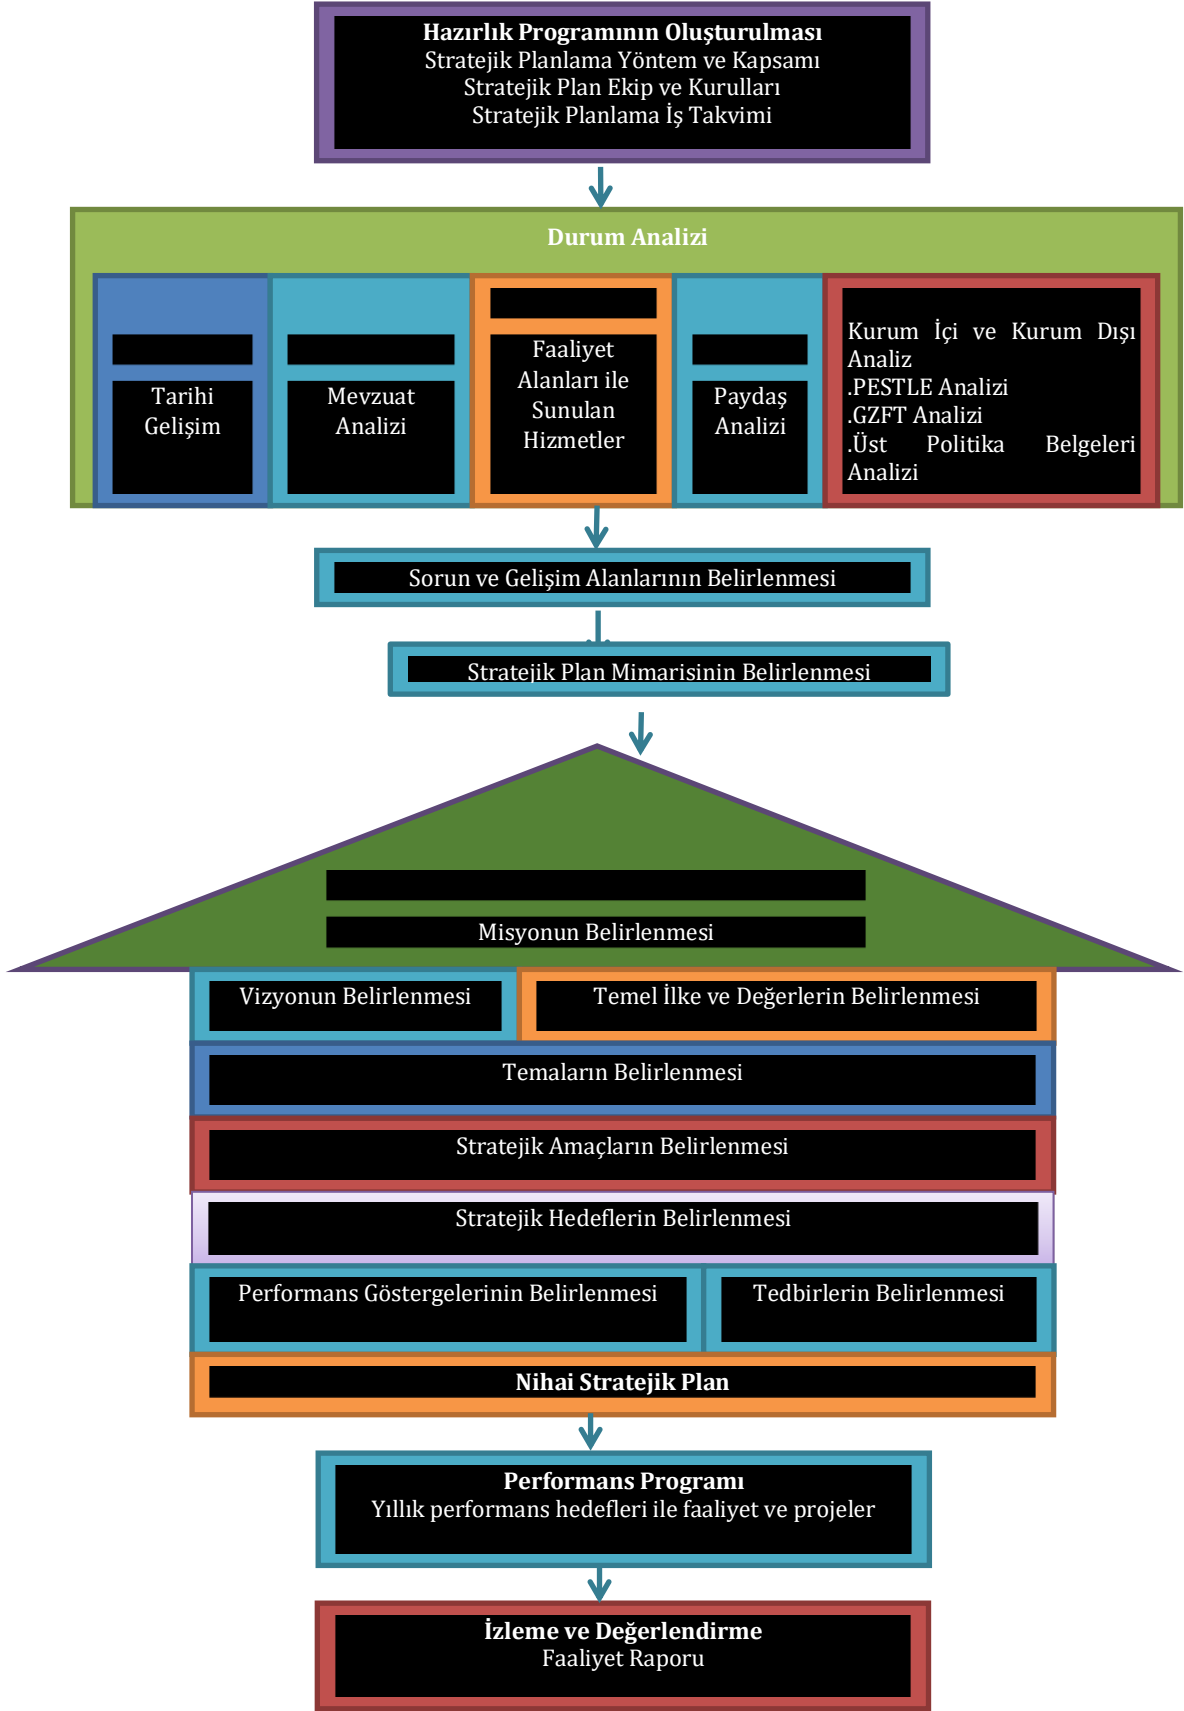 Hazırlık Programının Oluşturulması
Stratejik Planlama Yöntem ve Kapsamı
Stratejik Plan Ekip ve Kurulları
Stratejik Planlama İş Takvimi
Durum Analizi
Tarihi
Gelişim
Mevzuat
Analizi
Faaliyet
Alanları ile
Sunulan
Hizmetler
Paydaş
Analizi
Kurum İçi ve Kurum Dışı
Analiz
.PESTLE Analizi
.GZFT Analizi
.Üst Politika Belgeleri
Analizi
Sorun ve Gelişim Alanlarının Belirlenmesi
Stratejik Plan Mimarisinin Belirlenmesi
Misyonun Belirlenmesi
Vizyonun Belirlenmesi
Temel İlke ve Değerlerin Belirlenmesi
Temaların Belirlenmesi
Stratejik Amaçların Belirlenmesi
Stratejik Hedeflerin Belirlenmesi
Performans Göstergelerinin Belirlenmesi
Tedbirlerin Belirlenmesi
Nihai Stratejik Plan
Performans Programı
Yıllık performans hedefleri ile faaliyet ve projeler
İzleme ve Değerlendirme
Faaliyet Raporu